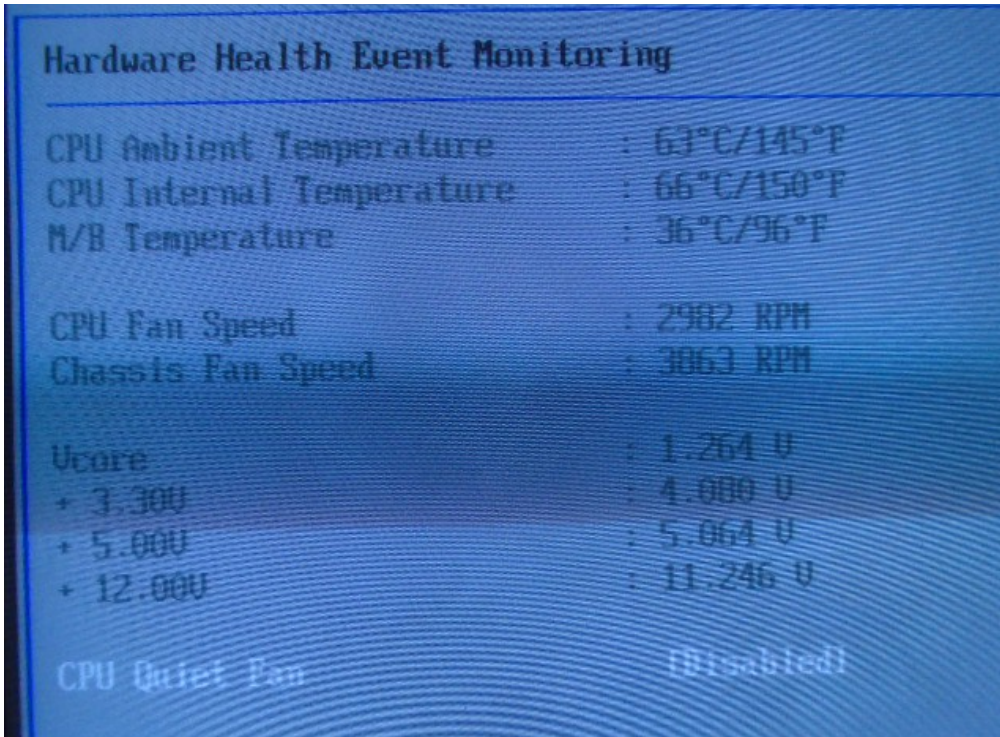 Hardware Health Event Monitoring
CPU Ambient Temperature : 63°C/145°F
CPU Internal Temperature : 66°C/150°F
M/B Temperature : 36°C/96°F
CPU Fan Speed : 2982 RPM
Chassis Fan Speed : 3863 RPM
Vcore : 1.264 V
+ 3.30V : 4.080 V
+ 5.00V : 5.064 V
+ 12.00V : 11.246 V
CPU Quiet Fan [Disabled]